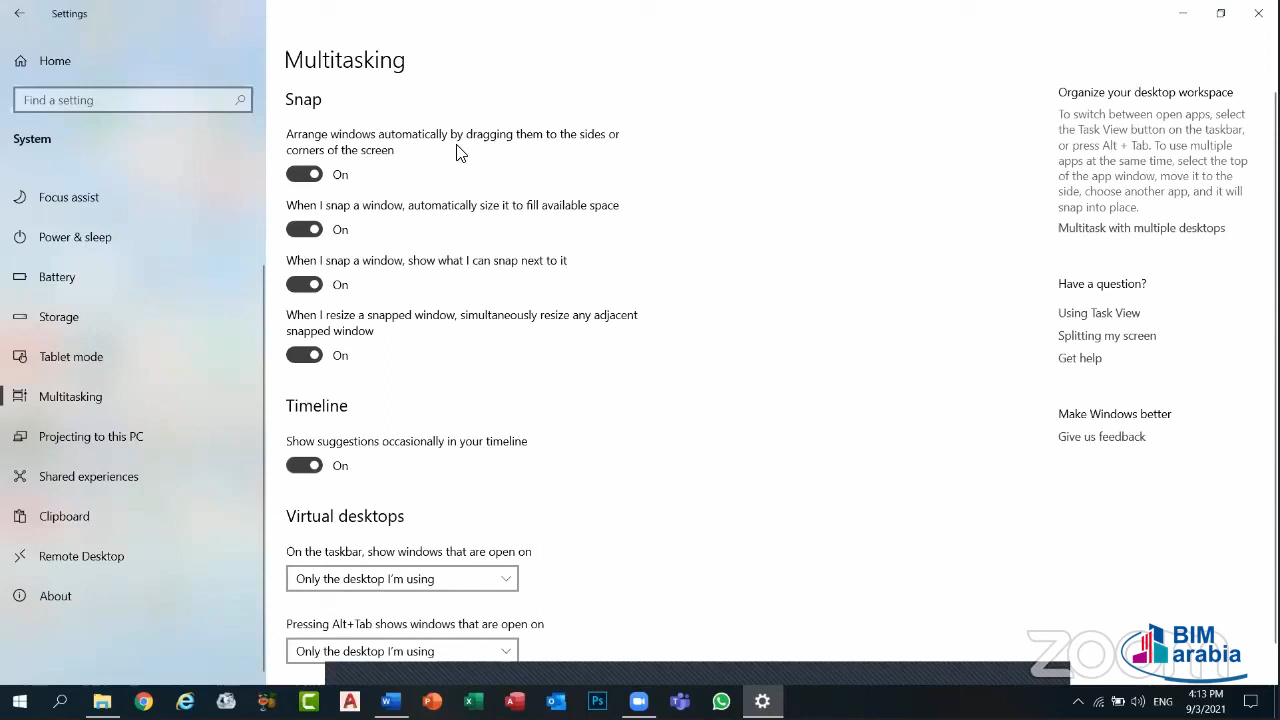 Settings
Home
Find a setting
System
Focus assist
Power & sleep
Battery
Storage
Tablet mode
Multitasking
Projecting to this PC
Shared experiences
Clipboard
Remote Desktop
About
Multitasking
Snap
Arrange windows automatically by dragging them to the sides or
corners of the screen
On
When I snap a window, automatically size it to fill available space
On
When I snap a window, show what I can snap next to it
On
When I resize a snapped window, simultaneously resize any adjacent
snapped window
On
Timeline
Show suggestions occasionally in your timeline
On
Virtual desktops
On the taskbar, show windows that are open on
Only the desktop I'm using
Pressing Alt+Tab shows windows that are open on
Only the desktop I'm using
Organize your desktop workspace
To switch between open apps, select
the Task View button on the taskbar,
or press Alt + Tab. To use multiple
apps at the same time, select the top
of the app window, move it to the
side, choose another app, and it will
snap into place.
Multitask with multiple desktops
Have a question?
Using Task View
Splitting my screen
Get help
Make Windows better
Give us feedback
zoom
BIM
arabia
Ps
ENG
4:13 PM
9/3/2021